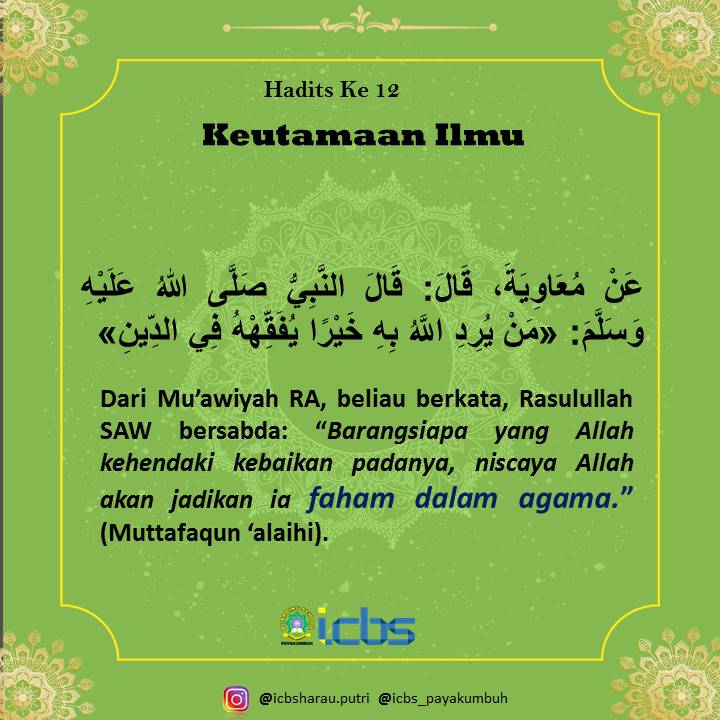 Hadits Ke 12
Keutamaan Ilmu
عَنْ مُعَاوِيَةَ، قَالَ: قَالَ النَّبِيُّ صَلَّى اللهُ عَلَيْهِ
وَسَلَّمَ: «مَنْ يُرِدِ اللَّهُ بِهِ خَيْرًا يُفَقِّهْهُ فِي الدِّينِ»
Dari Mu’awiyah RA, beliau berkata, Rasulullah
SAW bersabda: “Barangsiapa yang Allah
kehendaki kebaikan padanya, niscaya Allah
akan jadikan ia faham dalam agama.”
(Muttafaqun ‘alaihi).
icbs
PAYAKUMBUH
@icbsharau.putri @icbs_payakumbuh